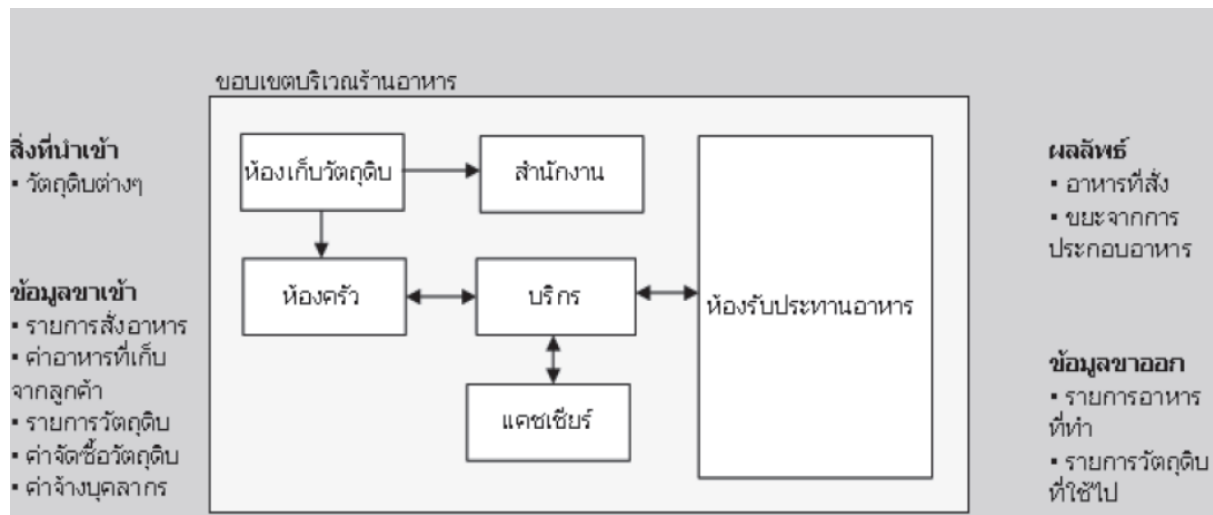 ขอบเขตบริเวณร้านอาหาร
สิ่งที่นำเข้า
▪ วัตถุดิบต่างๆ
ข้อมูลขาเข้า
▪ รายการสั่งอาหาร
▪ ค่าอาหารที่เก็บ
จากลูกค้า
▪ รายการวัตถุดิบ
▪ ค่าจัดซื้อวัตถุดิบ
▪ ค่าจ้างบุคลากร
ห้องเก็บวัตถุดิบ
สำนักงาน
ห้องครัว
บริกร
ห้องรับประทานอาหาร
แคชเชียร์
ผลลัพธ์
▪ อาหารที่สั่ง
▪ ขยะจากการ
ประกอบอาหาร
ข้อมูลขาออก
▪ รายการอาหาร
ที่ทำ
▪ รายการวัตถุดิบ
ที่ใช้ไป